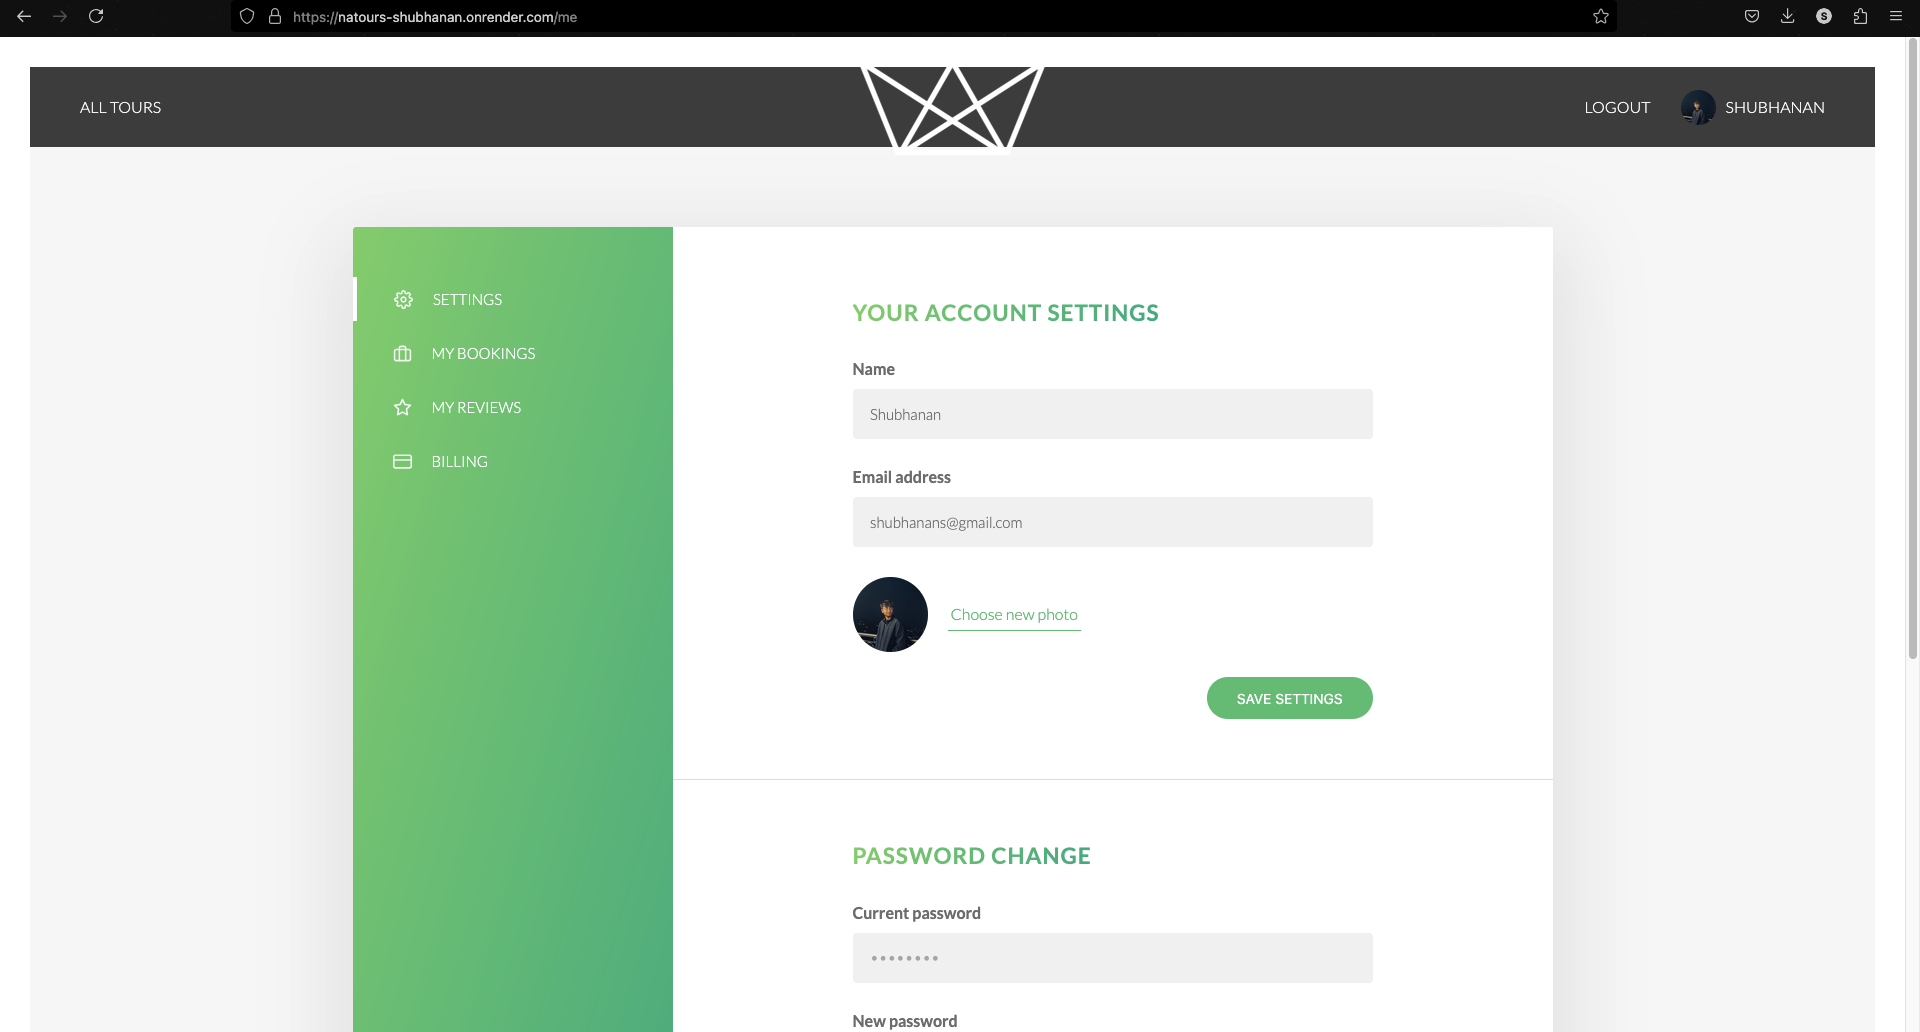 https://natours-shubhanan.onrender.com/me
S
ALL TOURS
LOGOUT
SHUBHANAN
SETTINGS
MY BOOKINGS
MY REVIEWS
BILLING
YOUR ACCOUNT SETTINGS
Name
Shubhanan
Email address
shubhanans@gmail.com
Choose new photo
SAVE SETTINGS
PASSWORD CHANGE
Current password
••••••••
New password